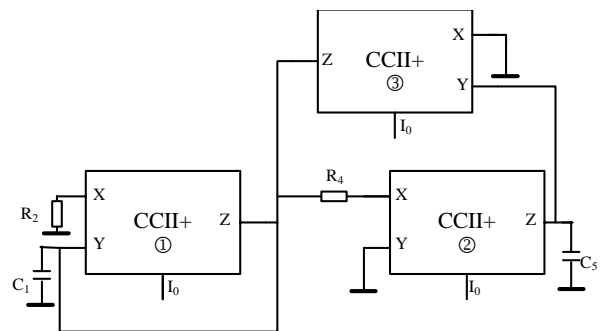 X
Z
CCII+
③
Y
I0
R4
R2
X
CCII+
①
Z
Y
X
CCII+
②
Z
Y
C1
I0
I0
C5